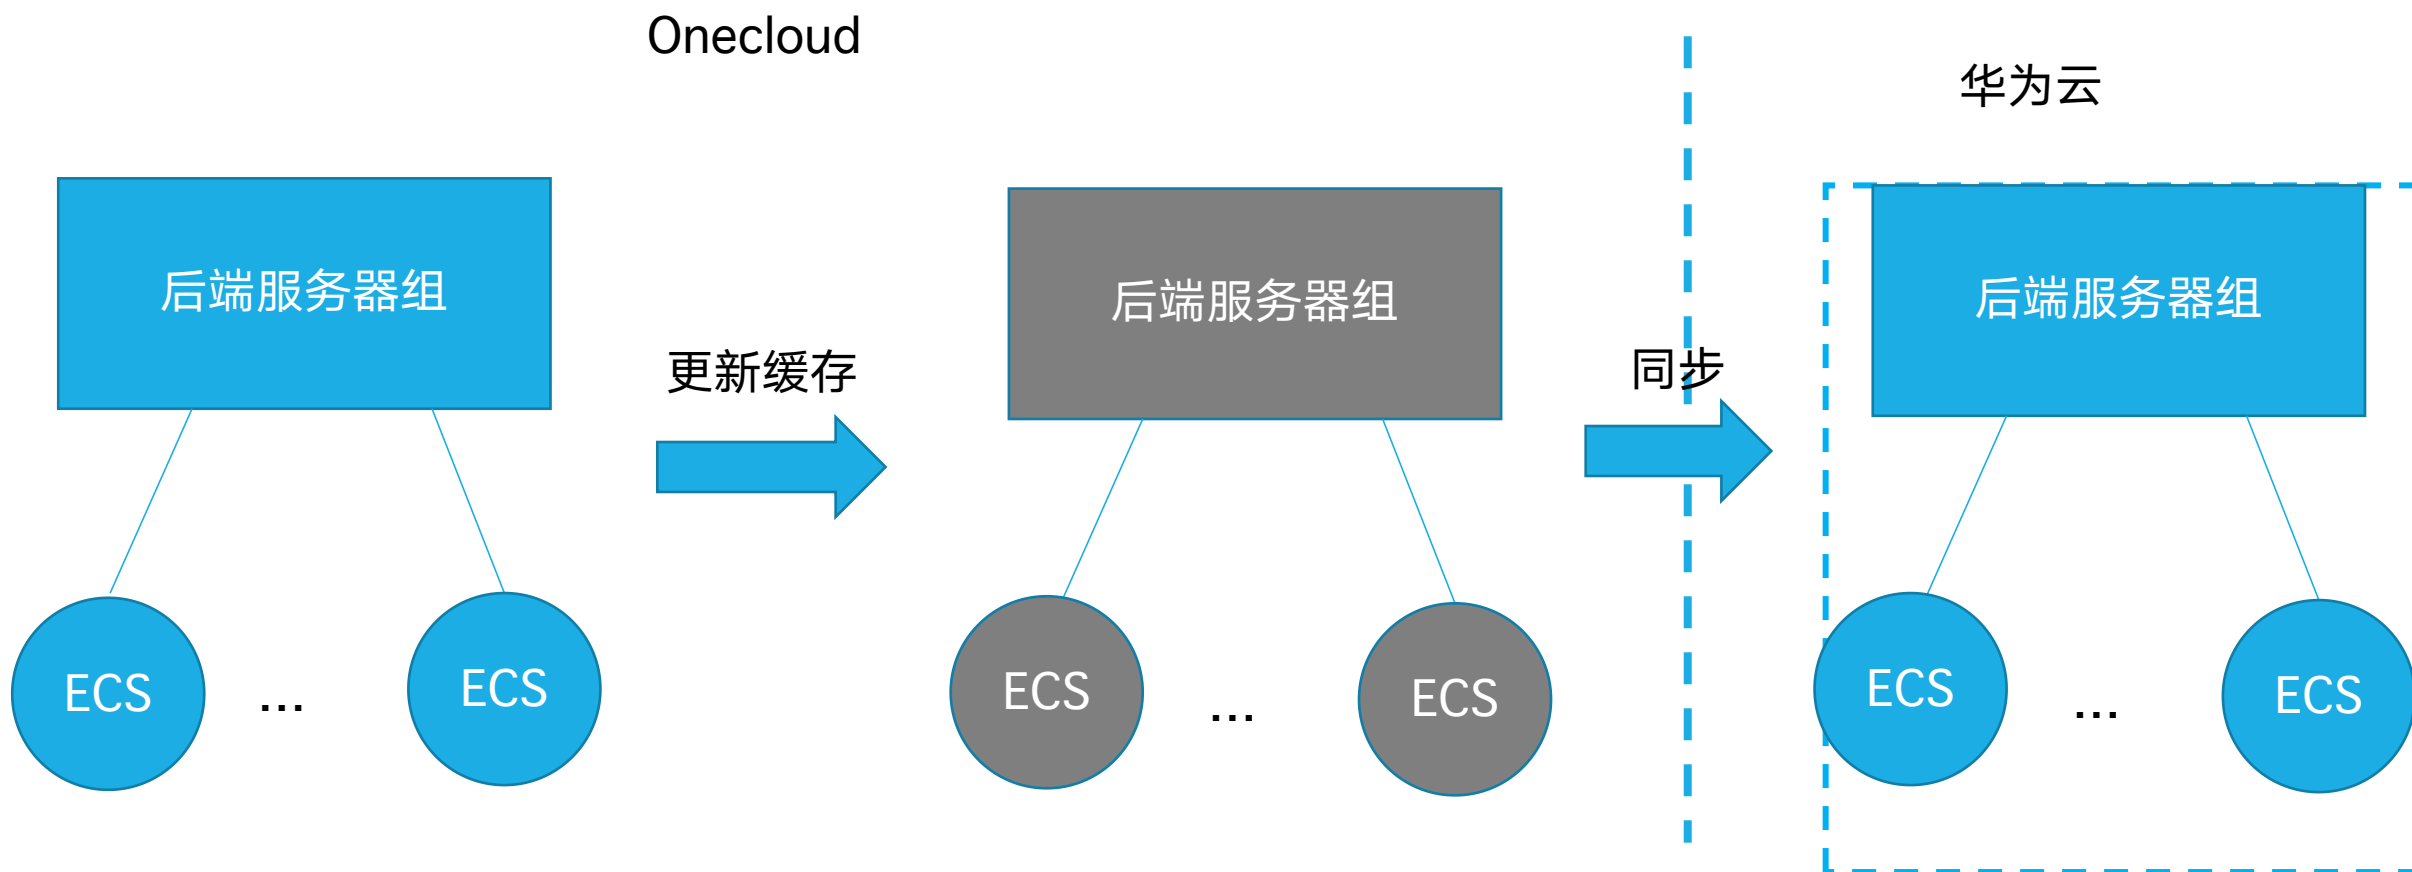 Onecloud
华为云
后端服务器组
后端服务器组
后端服务器组
更新缓存
同步
ECS
...
ECS
ECS
...
ECS
ECS
...
ECS